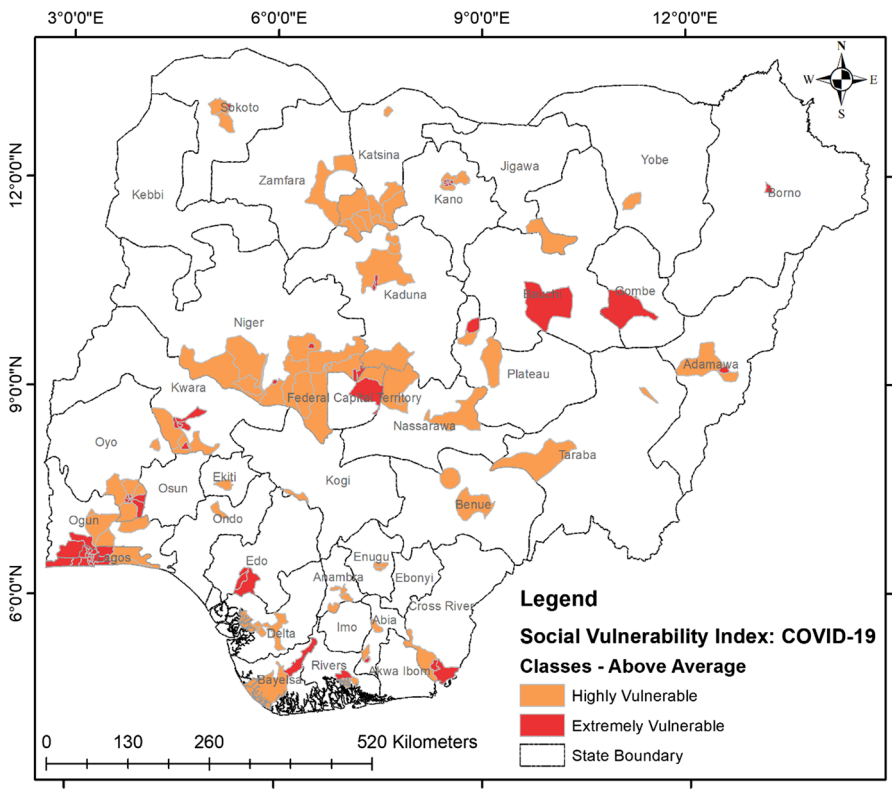 3°0'0"E 6°0'0"E 9°0'0"E 12°0'0"E
N
W E
S
12°0'0"N
9°0'0"N
6°0'0"N
Sokoto
Katsina
Zamfara
Kebbi
Kano
Jigawa
Yobe
Borno
Kaduna
Bauchi
Gombe
Niger
Adamawa
Plateau
Kwara
Federal Capital Territory
Nassarawa
Oyo
Taraba
Osun
Ekiti
Kogi
Benue
Ogun
Ondo
Lagos
Edo
Enugu
Anambra
Ebonyi
Cross River
Delta
Imo
Abia
Rivers
Akwa Ibom
Bayelsa
Legend
Social Vulnerability Index: COVID-19
Classes - Above Average
Highly Vulnerable
Extremely Vulnerable
State Boundary
0 130 260 520 Kilometers